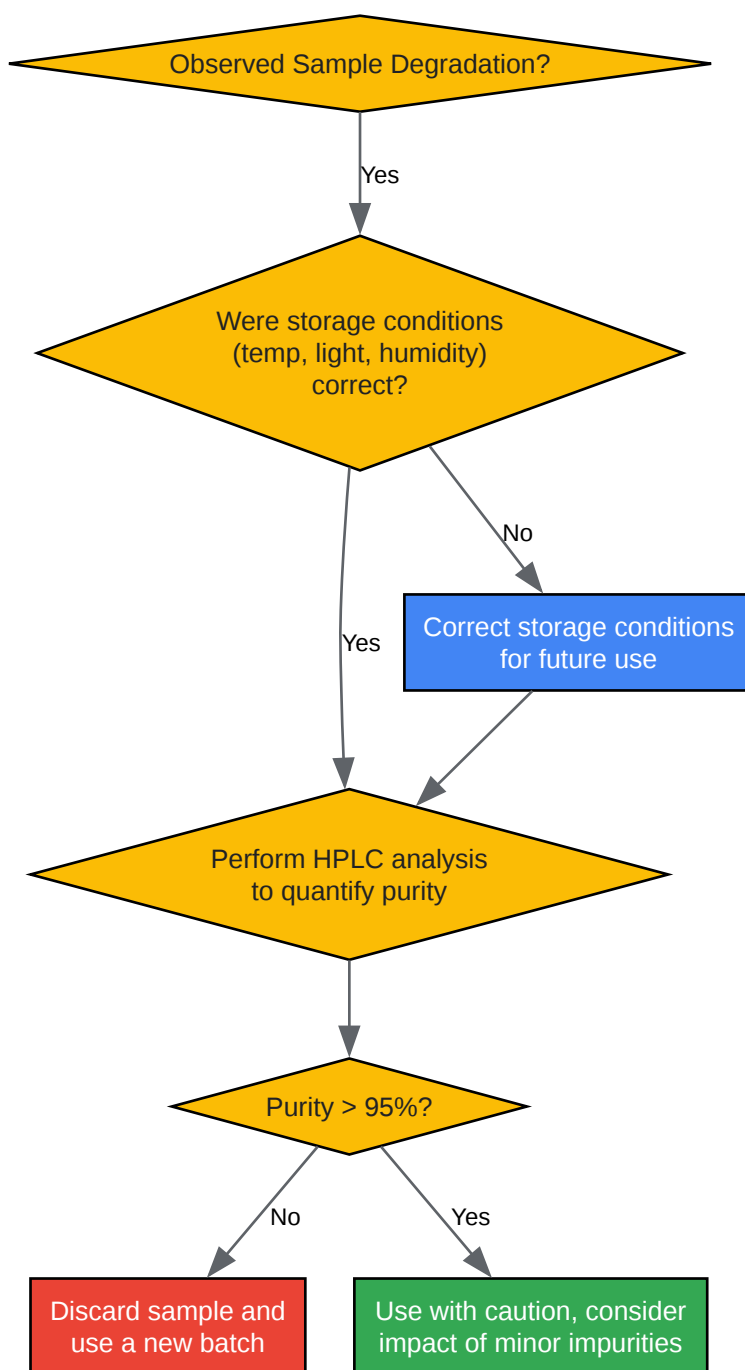 Observed Sample Degradation?
Yes
Were storage conditions
(temp, light, humidity)
correct?
No
Correct storage conditions
for future use
Yes
Perform HPLC analysis
to quantify purity
Purity > 95%?
No
Yes
Discard sample and
use a new batch
Use with caution, consider
impact of minor impurities